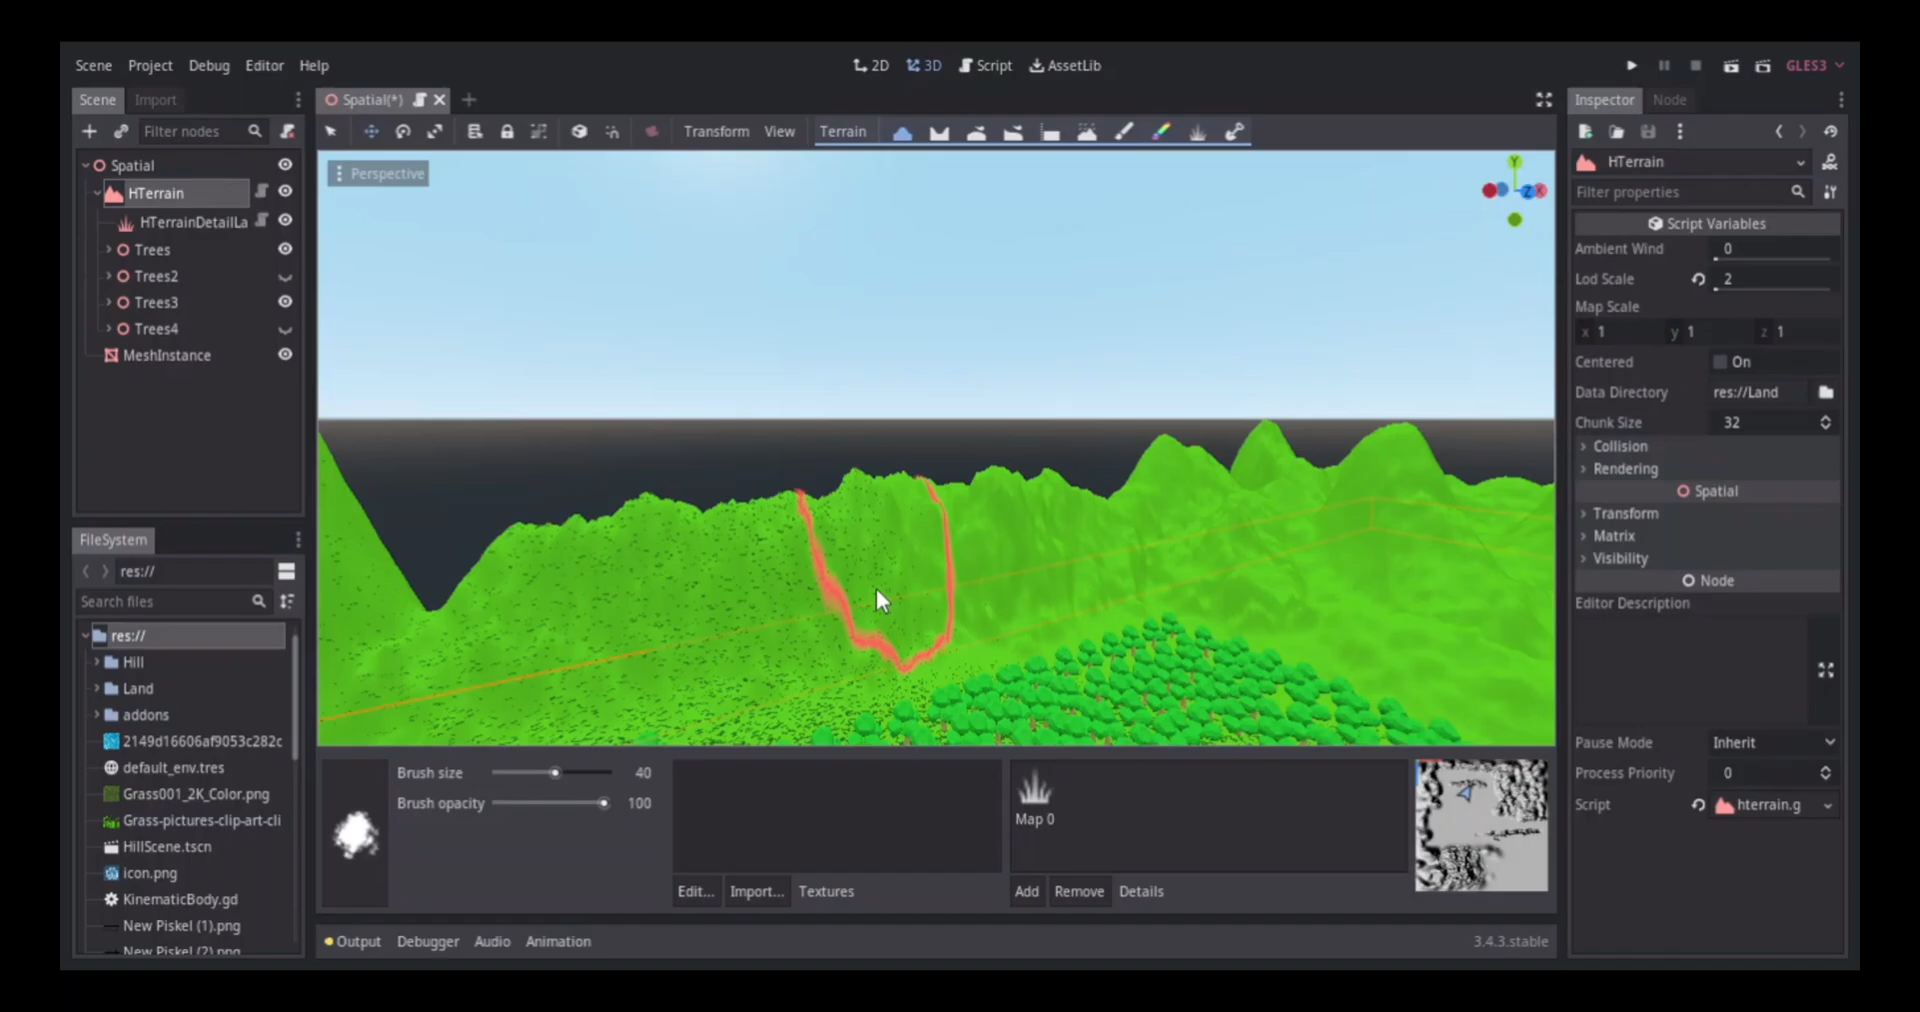 Scene Project Debug Editor Help
2D 3D Script AssetLib
GLES3
Scene Import
Filter nodes
Spatial
HTerrain
HTerrainDetailLa
Trees
Trees2
Trees3
Trees4
MeshInstance
FileSystem
res://
Search files
res://
Hill
Land
addons
2149d16606af9053c282c
default_env.tres
Grass001_2K_Color.png
Grass-pictures-clip-art-cli
HillScene.tscn
icon.png
KinematicBody.gd
New Piskel (1).png
New Piskel (2).png
Spatial(*)
Transform View Terrain
Perspective
Y
Z
X
Brush size 40
Brush opacity 100
Edit... Import... Textures
Map 0
Add Remove Details
Output Debugger Audio Animation
3.4.3.stable
Inspector Node
HTerrain
Filter properties
Script Variables
Ambient Wind 0
Lod Scale 2
Map Scale
x 1 y 1 z 1
Centered On
Data Directory res://Land
Chunk Size 32
Collision
Rendering
Spatial
Transform
Matrix
Visibility
Node
Editor Description
Pause Mode Inherit
Process Priority 0
Script hterrain.g